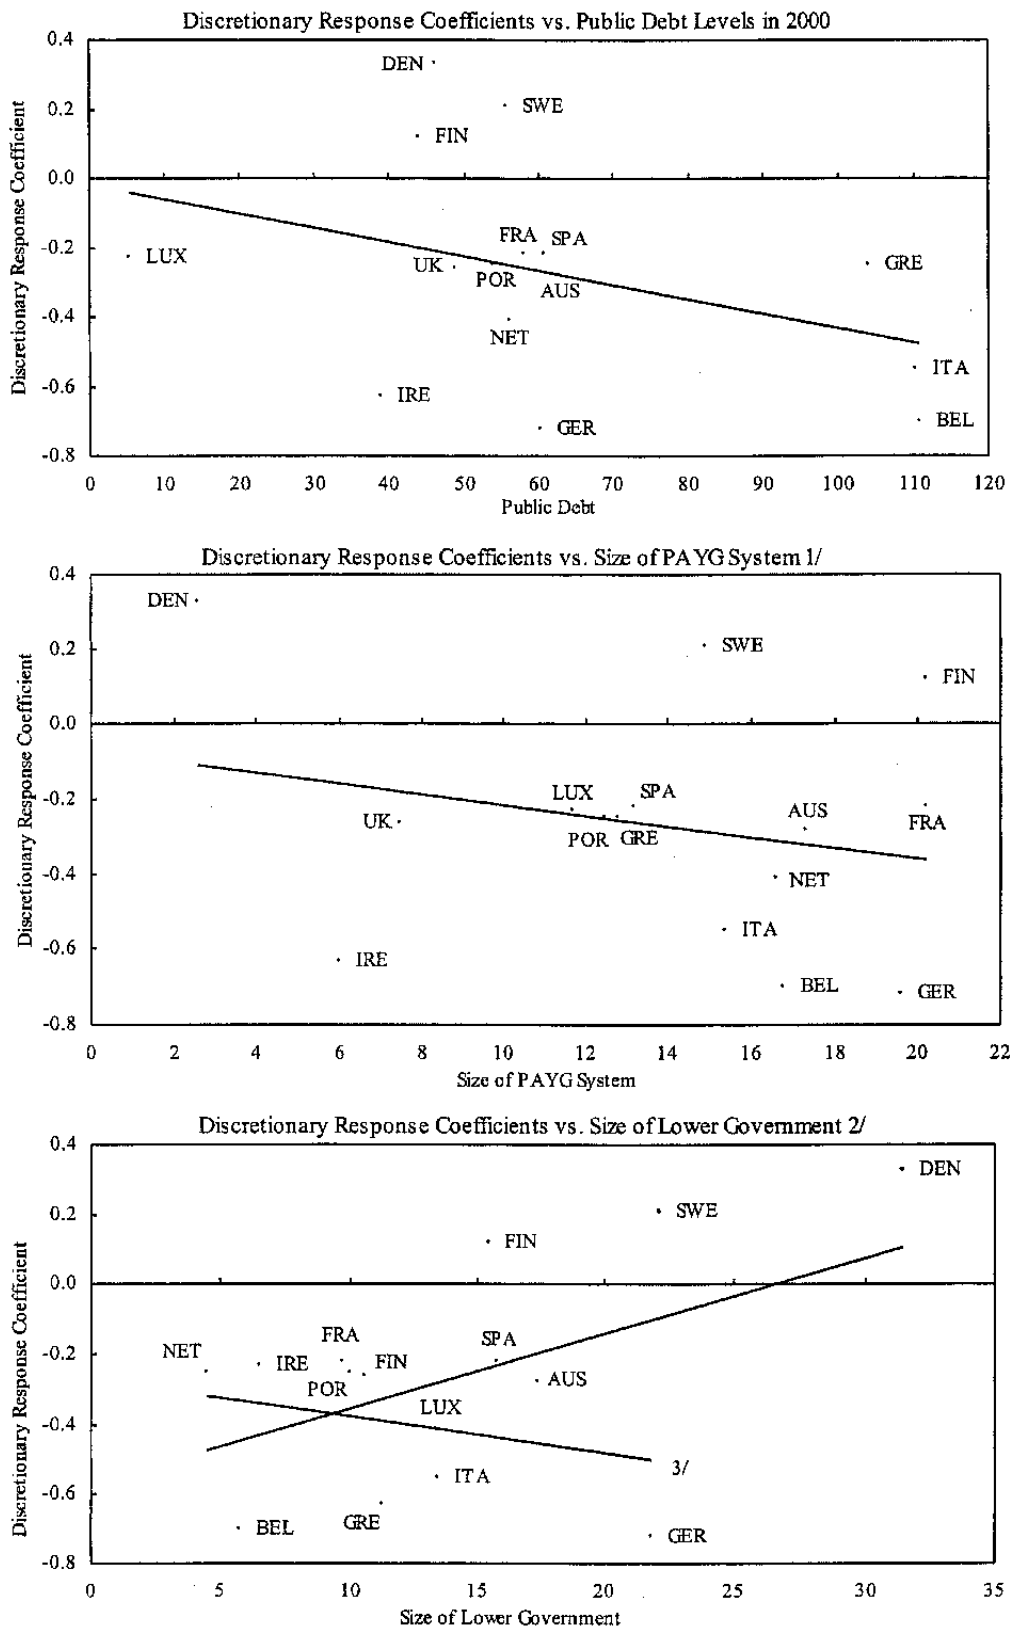 Discretionary Response Coefficients vs. Public Debt Levels in 2000
Discretionary Response Coefficient
0.4
0.2
0.0
-0.2
-0.4
-0.6
-0.8
DEN
SWE
FIN
LUX
FRA SPA
UK
POR
AUS
GRE
NET
ITA
IRE
GER
BEL
0 10 20 30 40 50 60 70 80 90 100 110 120
Public Debt
Discretionary Response Coefficients vs. Size of PAYG System 1/
Discretionary Response Coefficient
0.4
0.2
0.0
-0.2
-0.4
-0.6
-0.8
DEN
SWE
FIN
LUX SPA
UK
POR GRE
AUS
FRA
NET
ITA
IRE
BEL
GER
0 2 4 6 8 10 12 14 16 18 20 22
Size of PAYG System
Discretionary Response Coefficients vs. Size of Lower Government 2/
Discretionary Response Coefficient
0.4
0.2
0.0
-0.2
-0.4
-0.6
-0.8
DEN
SWE
FIN
NET
IRE
FRA
FIN
POR
SPA
AUS
LUX
3/
ITA
BEL
GRE
GER
0 5 10 15 20 25 30 35
Size of Lower Government